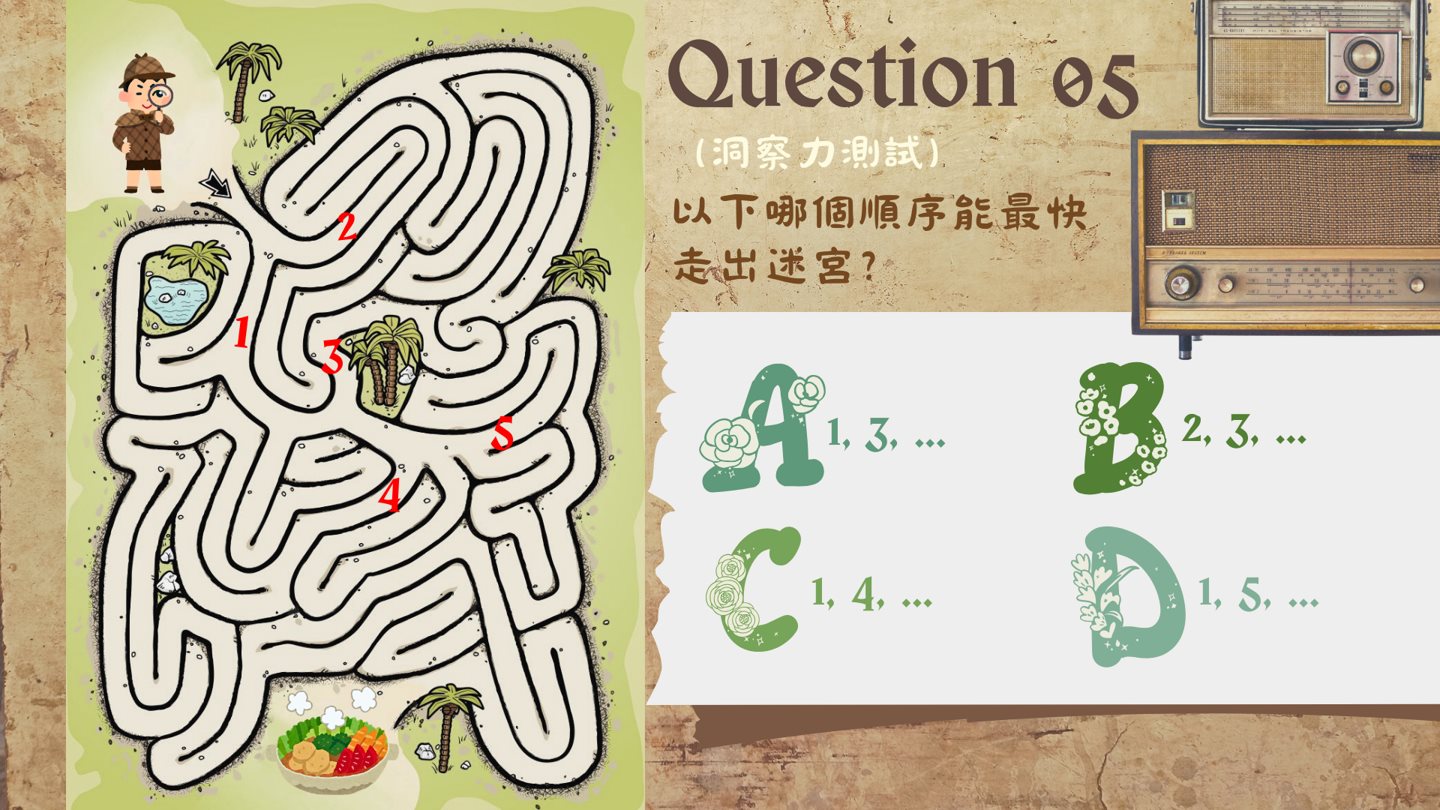 Question 05
(洞察力測試)
以下哪個順序能最快
走出迷宮?
2
1
3
5
4
A 1, 3, ...
B 2, 3, ...
C 1, 4, ...
D 1, 5, ...